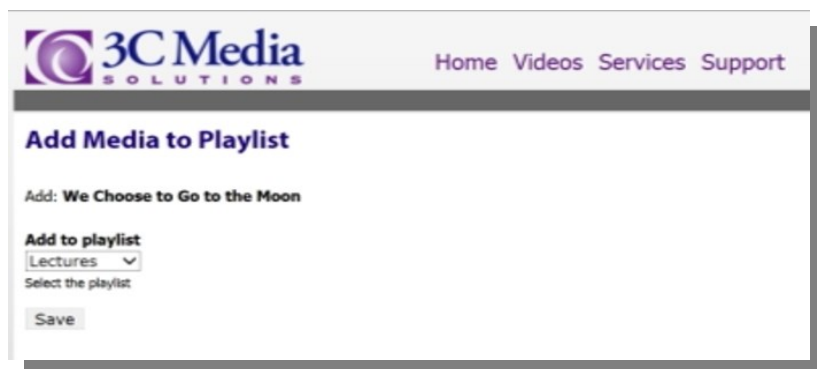 3C Media
SOLUTIONS
Home Videos Services Support
Add Media to Playlist
Add: We Choose to Go to the Moon
Add to playlist
Lectures
Select the playlist
Save